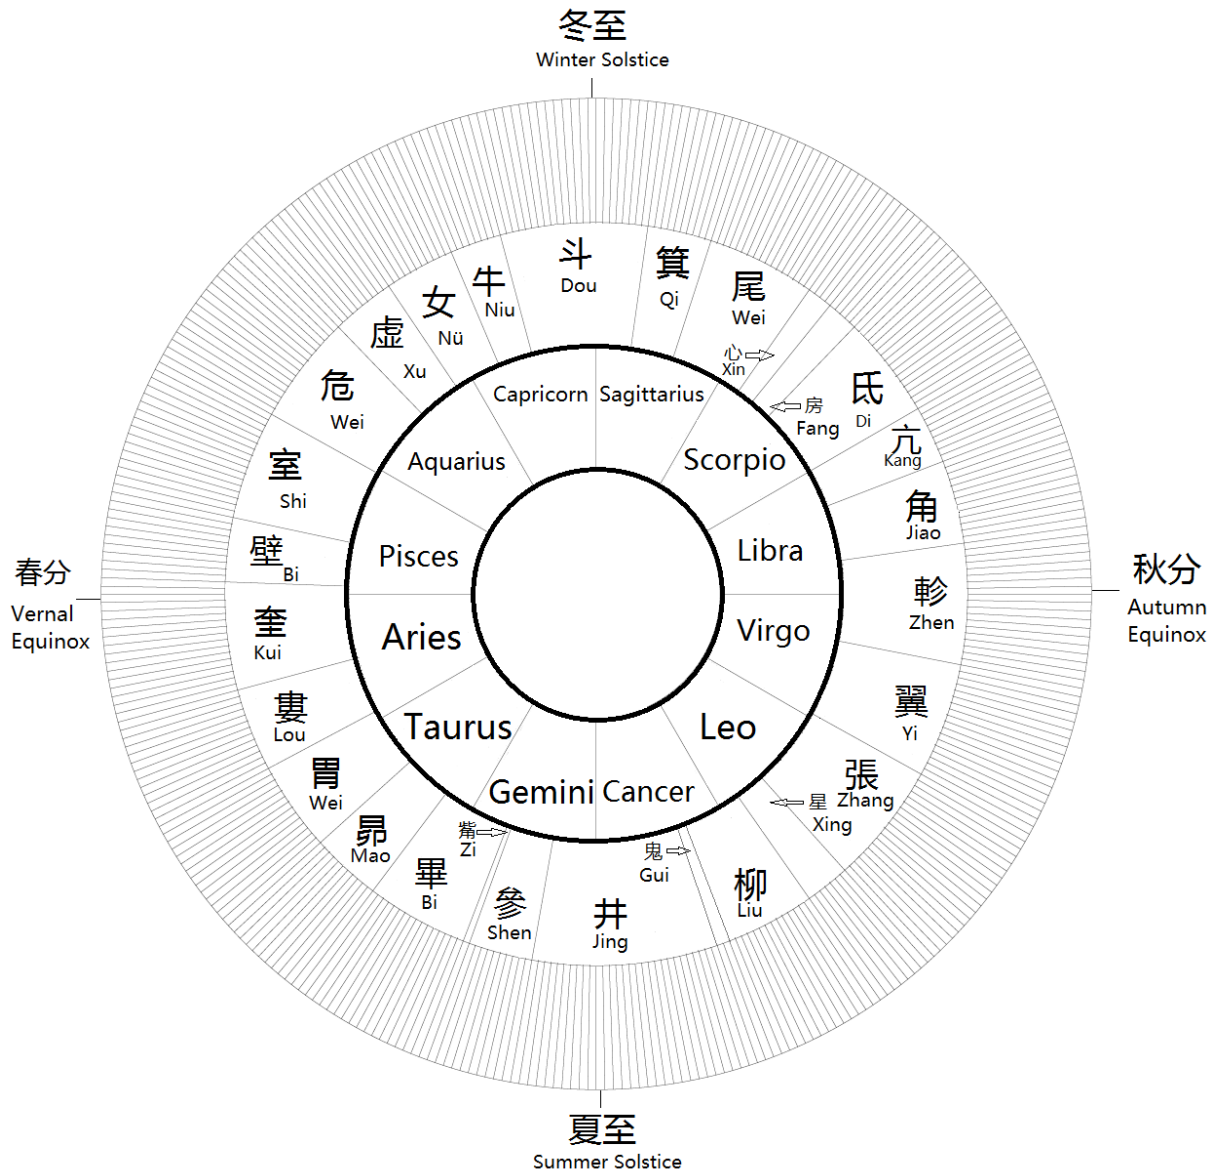 冬至
Winter Solstice
斗
Dou
箕
Qi
尾
Wei
心
Xin
房
Fang
氐
Di
亢
Kang
角
Jiao
軫
Zhen
翼
Yi
張
Zhang
星
Xing
柳
Liu
鬼
Gui
井
Jing
參
Shen
觜
Zi
畢
Bi
昴
Mao
胃
Wei
婁
Lou
奎
Kui
壁
Bi
室
Shi
危
Wei
虚
Xu
女
Nü
牛
Niu
Capricorn
Sagittarius
Scorpio
Libra
Virgo
Leo
Cancer
Gemini
Taurus
Aries
Pisces
Aquarius
春分
Vernal
Equinox
秋分
Autumn
Equinox
夏至
Summer Solstice